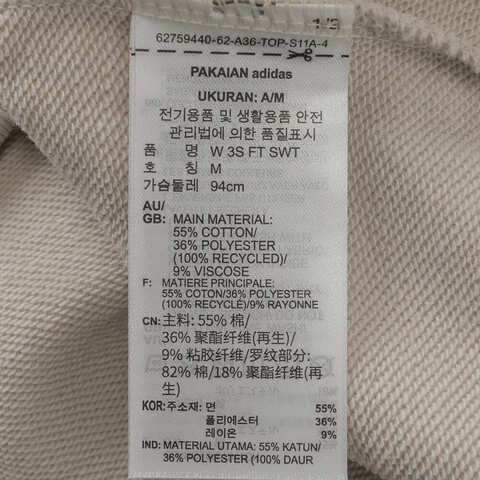 1/3
62759440-62-A36-TOP-S11A-4
PAKAIAN adidas
UKURAN: A/M
전기용품 및 생활용품 안전
관리법에 의한 품질표시
품 명 W 3S FT SWT
호 칭 M
가슴둘레 94cm
AU/
GB: MAIN MATERIAL:
55% COTTON/
36% POLYESTER
(100% RECYCLED)/
9% VISCOSE
F: MATIERE PRINCIPALE:
55% COTON/36% POLYESTER
(100% RECYCLÉ)/9% RAYONNE
CN:主料: 55% 棉/
36% 聚酯纤维(再生)/
9% 粘胶纤维/罗纹部分:
82% 棉/18% 聚酯纤维(再
生)
KOR:주소재: 면 55%
폴리에스터 36%
레이온 9%
IND: MATERIAL UTAMA: 55% KATUN/
36% POLYESTER (100% DAUR